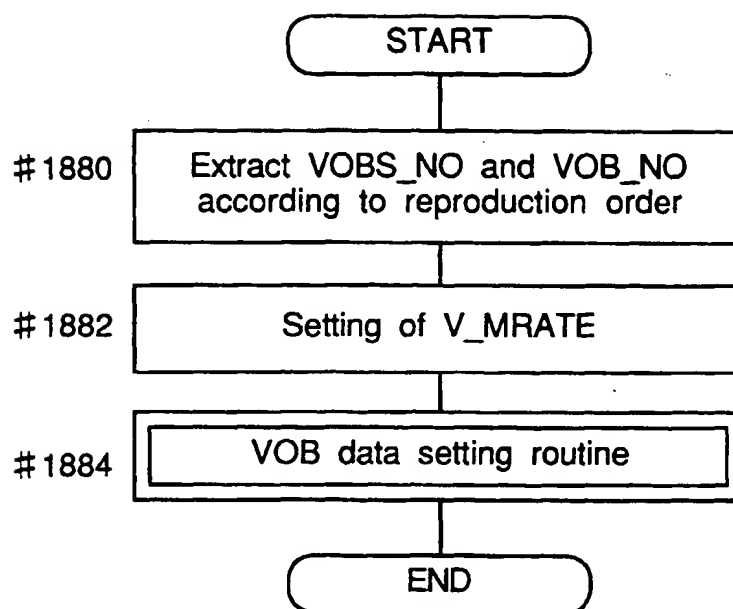 START
#1880
Extract VOBS_NO and VOB_NO
according to reproduction order
#1882
Setting of V_MRATE
#1884
VOB data setting routine
END